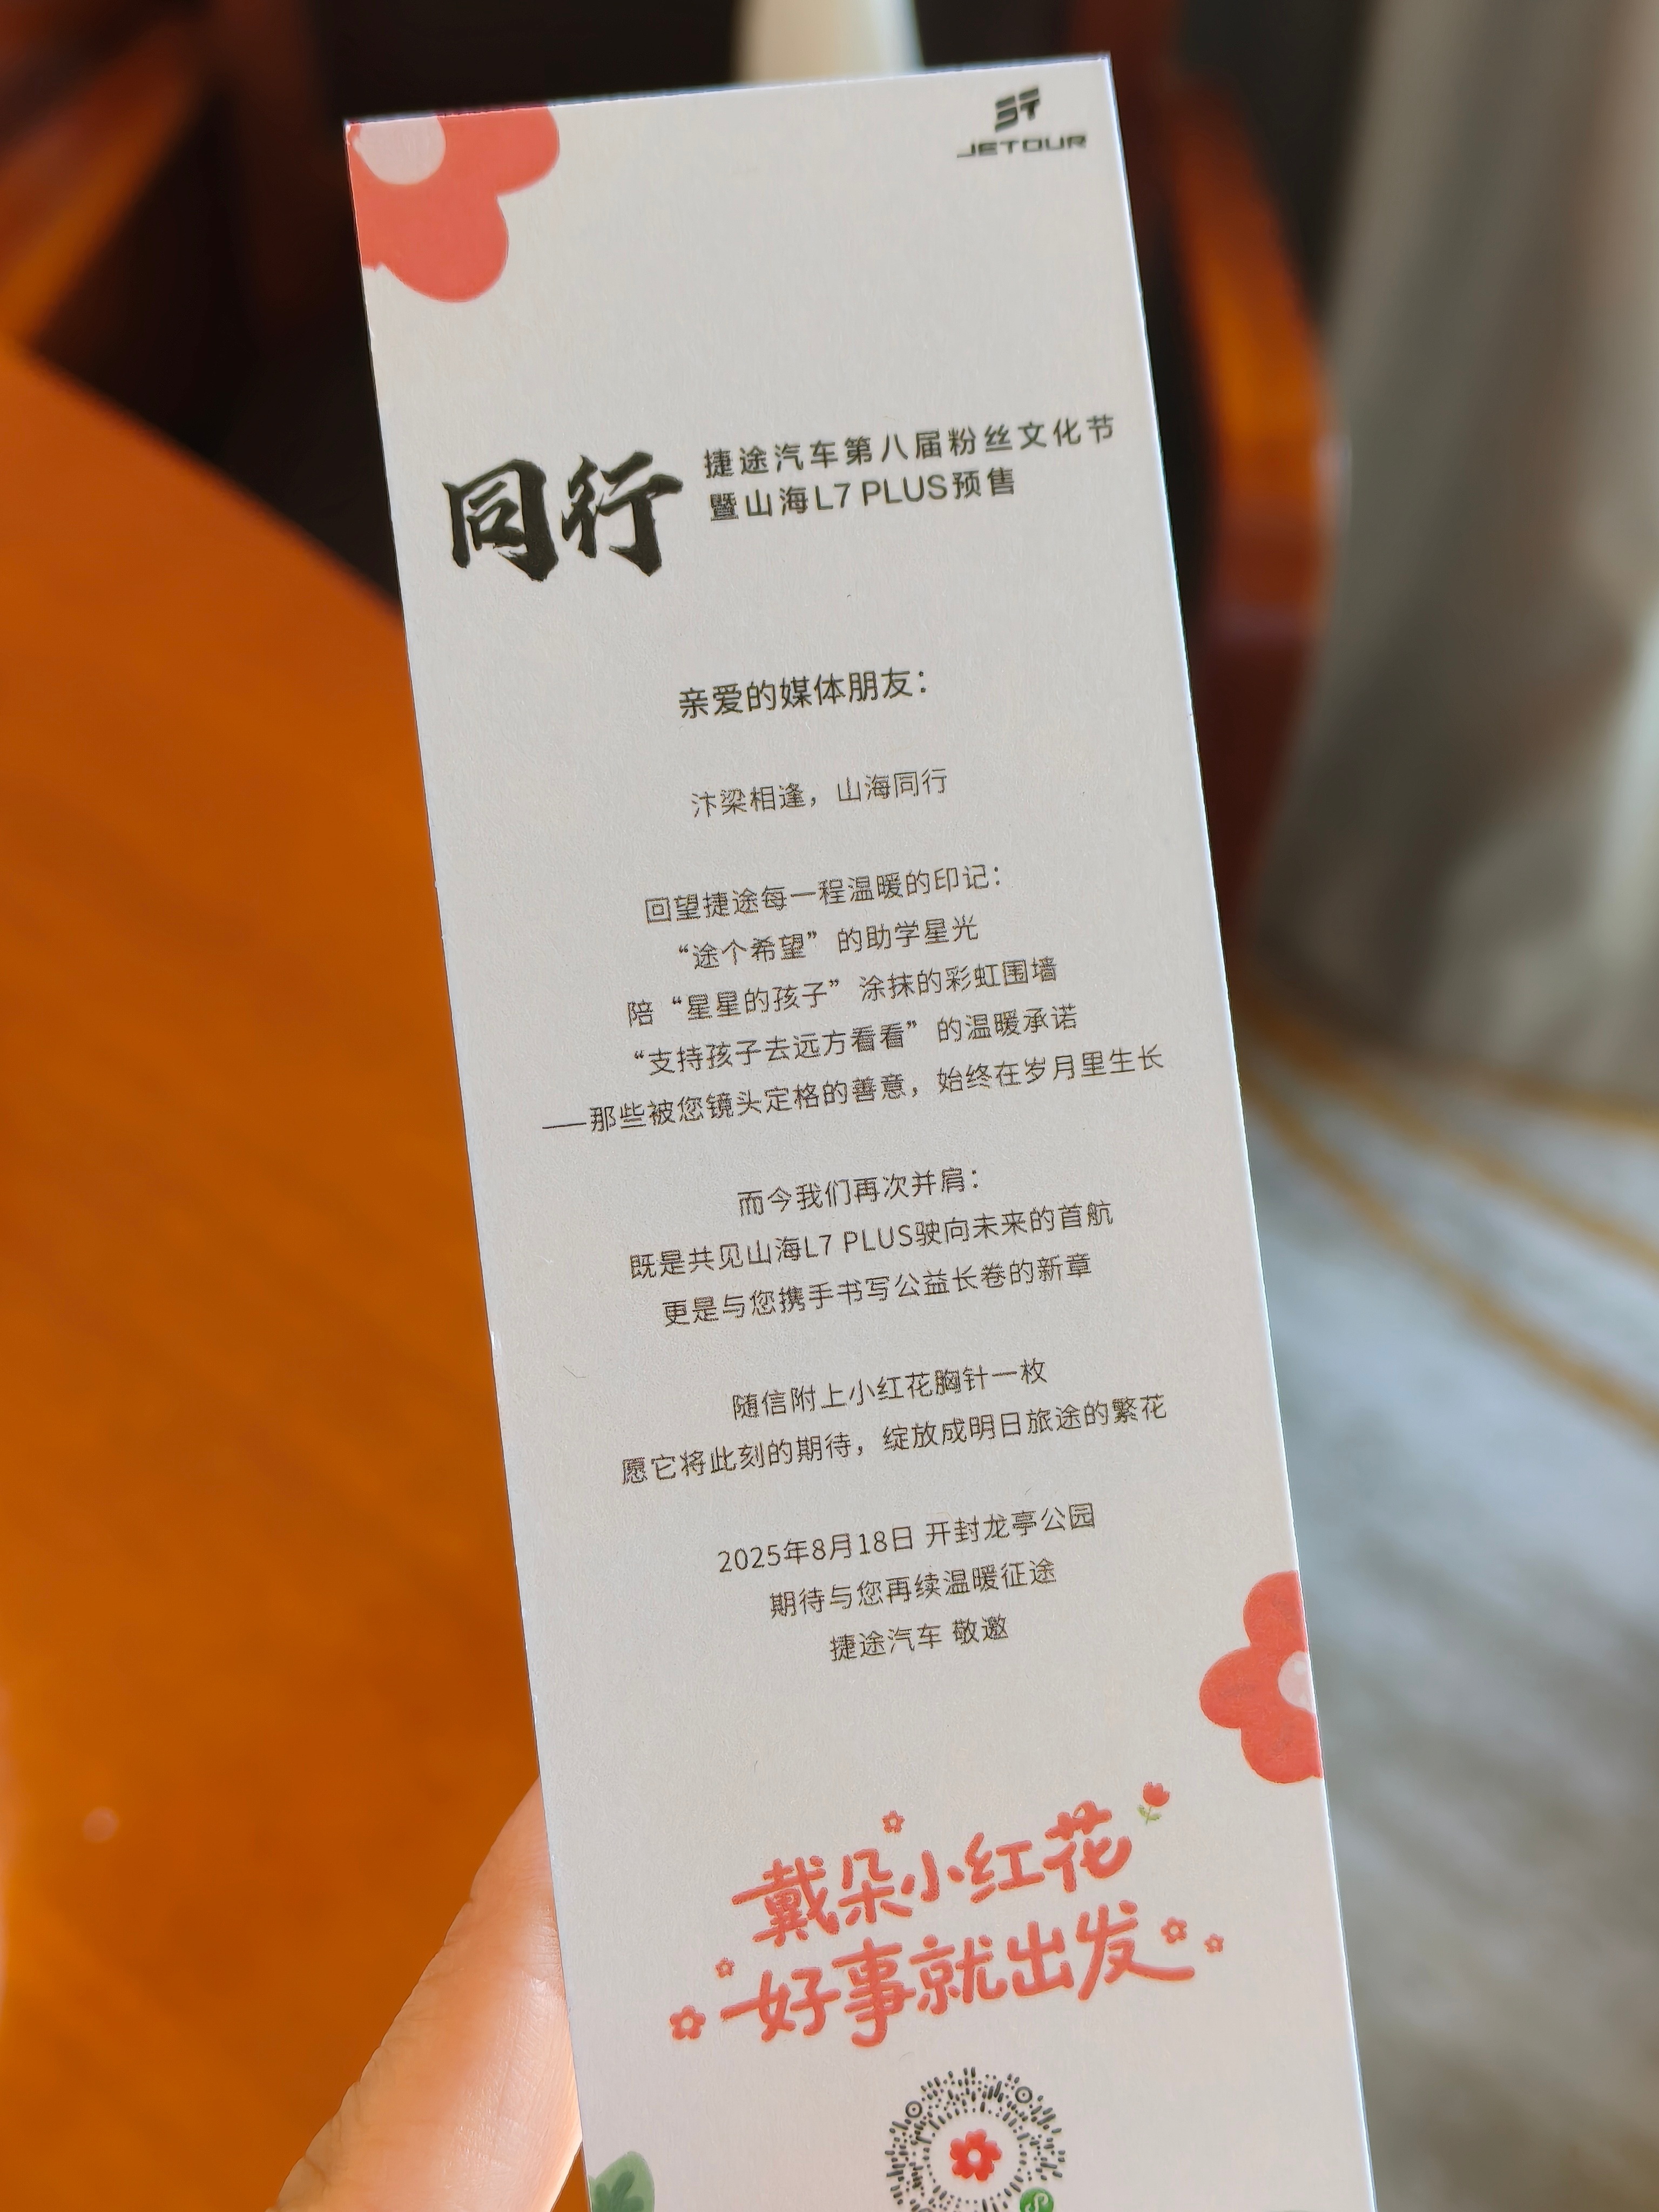 JETOUR
同行
捷途汽车第八届粉丝文化节
暨山海L7 PLUS预售
亲爱的媒体朋友：
汴梁相逢，山海同行
回望捷途每一程温暖的印记：
“途个希望”的助学星光
陪“星星的孩子”涂抹的彩虹围墙
“支持孩子去远方看看”的温暖承诺
——那些被您镜头定格的善意，始终在岁月里生长
而今我们再次并肩：
既是共见山海L7 PLUS驶向未来的首航
更是与您携手书写公益长卷的新章
随信附上小红花胸针一枚
愿它将此刻的期待，绽放成明日旅途的繁花
2025年8月18日 开封龙亭公园
期待与您再续温暖征途
捷途汽车 敬邀
戴朵小红花
好事就出发